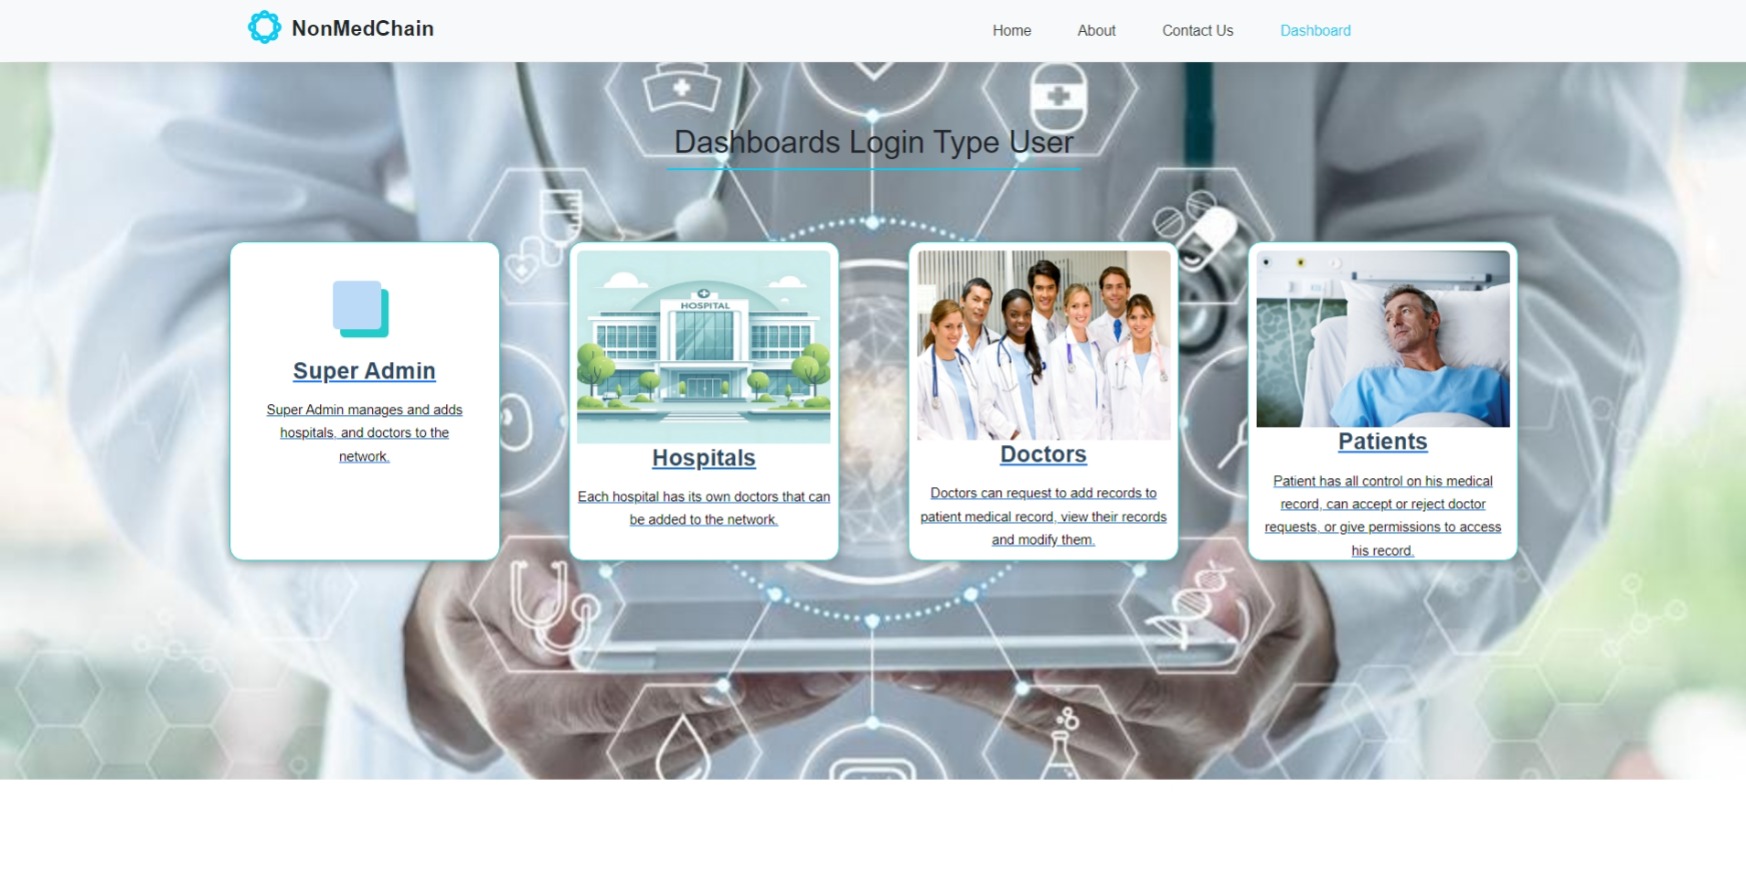 NonMedChain
Home About Contact Us Dashboard
Dashboards Login Type User
Super Admin
Super Admin manages and adds
hospitals, and doctors to the
network.
HOSPITAL
Hospitals
Each hospital has its own doctors that can
be added to the network.
Doctors
Doctors can request to add records to
patient medical record, view their records
and modify them.
Patients
Patient has all control on his medical
record, can accept or reject doctor
requests, or give permissions to access
his record.